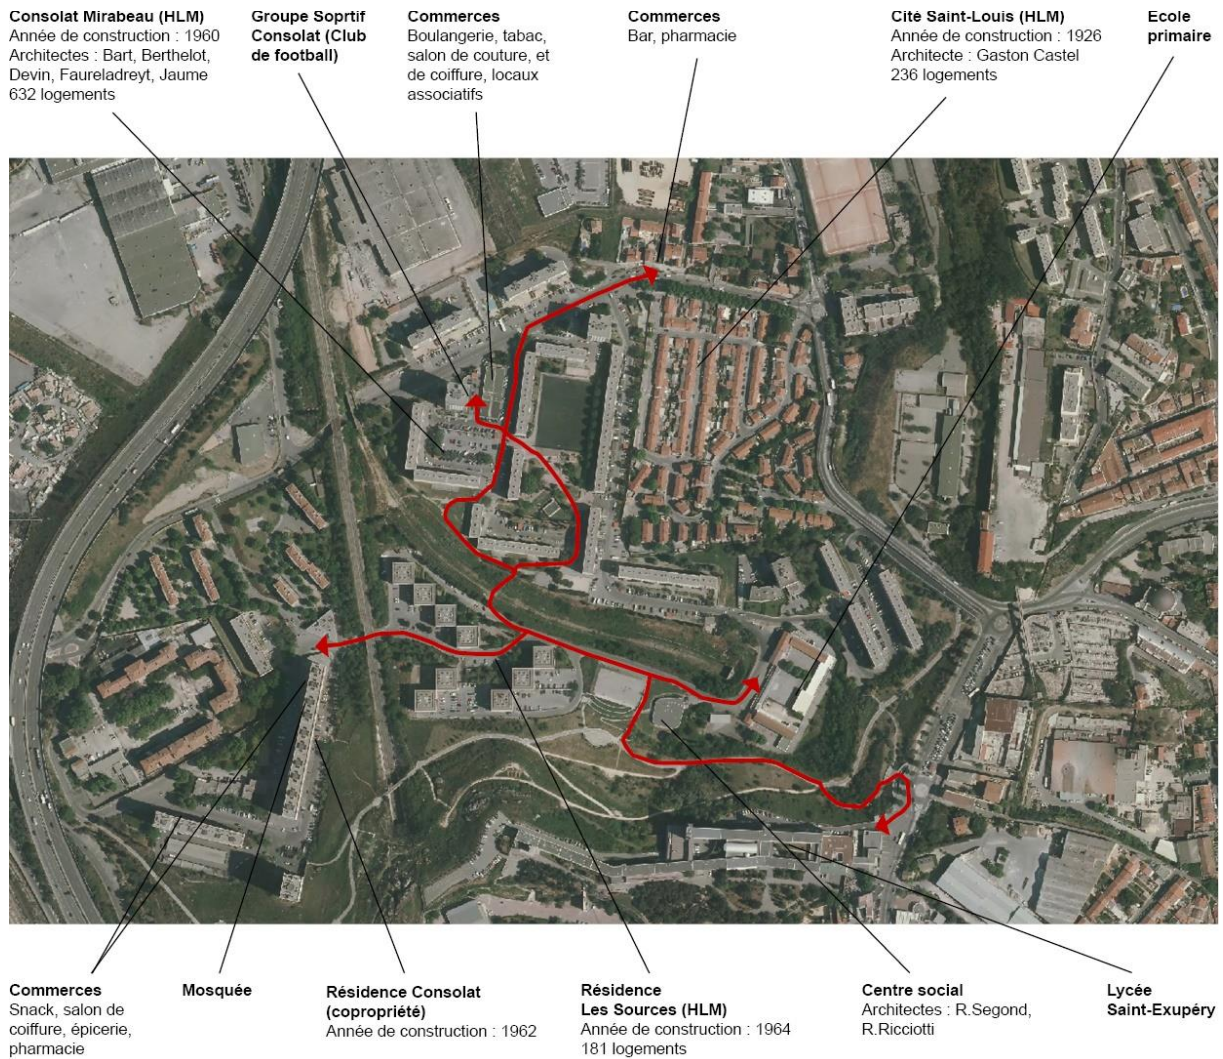 Consolat Mirabeau (HLM)
Année de construction : 1960
Architectes : Bart, Berthelot,
Devin, Faureladreyt, Jaume
632 logements
Groupe Soprtif
Consolat (Club
de football)
Commerces
Boulangerie, tabac,
salon de couture, et
de coiffure, locaux
associatifs
Commerces
Bar, pharmacie
Cité Saint-Louis (HLM)
Année de construction : 1926
Architecte : Gaston Castel
236 logements
Ecole
primaire
Commerces
Snack, salon de
coiffure, épicerie,
pharmacie
Mosquée
Résidence Consolat
(copropriété)
Année de construction : 1962
Résidence
Les Sources (HLM)
Année de construction : 1964
181 logements
Centre social
Architectes : R.Segond,
R.Ricciotti
Lycée
Saint-Exupéry